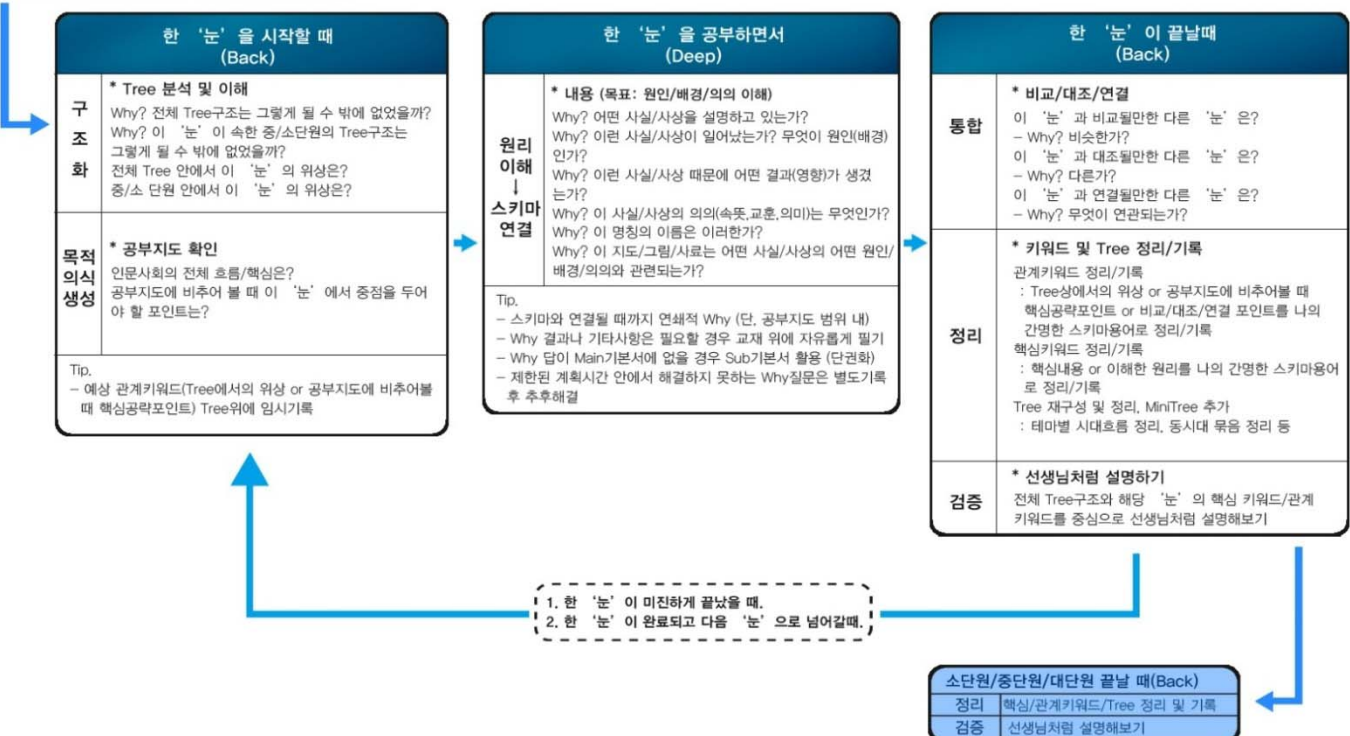 한 '눈' 을 시작할 때
(Back)
구
조
화
* Tree 분석 및 이해
Why? 전체 Tree구조는 그렇게 될 수 밖에 없었을까?
Why? 이 '눈' 이 속한 중/소단원의 Tree구조는
그렇게 될 수 밖에 없었을까?
전체 Tree 안에서 이 '눈' 의 위상은?
중/소 단원 안에서 이 '눈' 의 위상은?
목적
의식
생성
* 공부지도 확인
인문사회의 전체 흐름/핵심은?
공부지도에 비추어 볼 때 이 '눈' 에서 중점을 두어
야 할 포인트는?
Tip.
- 예상 관계키워드(Tree에서의 위상 or 공부지도에 비추어볼
때 핵심공략포인트) Tree위에 임시기록
한 '눈' 을 공부하면서
(Deep)
원리
이해
↓
스키마
연결
* 내용 (목표: 원인/배경/의의 이해)
Why? 어떤 사실/사상을 설명하고 있는가?
Why? 이런 사실/사상이 일어났는가? 무엇이 원인(배경)
인가?
Why? 이런 사실/사상 때문에 어떤 결과(영향)가 생겼
는가?
Why? 이 사실/사상의 의의(속뜻,교훈,의미)는 무엇인가?
Why? 이 명칭의 이름은 이러한가?
Why? 이 지도/그림/사료는 어떤 사실/사상의 어떤 원인/
배경/의의와 관련되는가?
Tip.
- 스키마와 연결될 때까지 연쇄적 Why (단, 공부지도 범위 내)
- Why 결과나 기타사항은 필요할 경우 교재 위에 자유롭게 필기
- Why 답이 Main기본서에 없을 경우 Sub기본서 활용 (단권화)
- 제한된 계획시간 안에서 해결하지 못하는 Why질문은 별도기록
후 추후해결
한 '눈' 이 끝날때
(Back)
통합
* 비교/대조/연결
이 '눈' 과 비교될만한 다른 '눈' 은?
- Why? 비슷한가?
이 '눈' 과 대조될만한 다른 '눈' 은?
- Why? 다른가?
이 '눈' 과 연결될만한 다른 '눈' 은?
- Why? 무엇이 연관되는가?
정리
* 키워드 및 Tree 정리/기록
관계키워드 정리/기록
: Tree상에서의 위상 or 공부지도에 비추어볼 때
핵심공략포인트 or 비교/대조/연결 포인트를 나의
간명한 스키마용어로 정리/기록
핵심키워드 정리/기록
: 핵심내용 or 이해한 원리를 나의 간명한 스키마용어
로 정리/기록
Tree 재구성 및 정리, MiniTree 추가
: 테마별 시대흐름 정리, 동시대 묶음 정리 등
검증
* 선생님처럼 설명하기
전체 Tree구조와 해당 '눈' 의 핵심 키워드/관계
키워드를 중심으로 선생님처럼 설명해보기
1. 한 '눈' 이 미진하게 끝났을 때.
2. 한 '눈' 이 완료되고 다음 '눈' 으로 넘어갈때.
소단원/중단원/대단원 끝날 때(Back)
정리 핵심/관계키워드/Tree 정리 및 기록
검증 선생님처럼 설명해보기